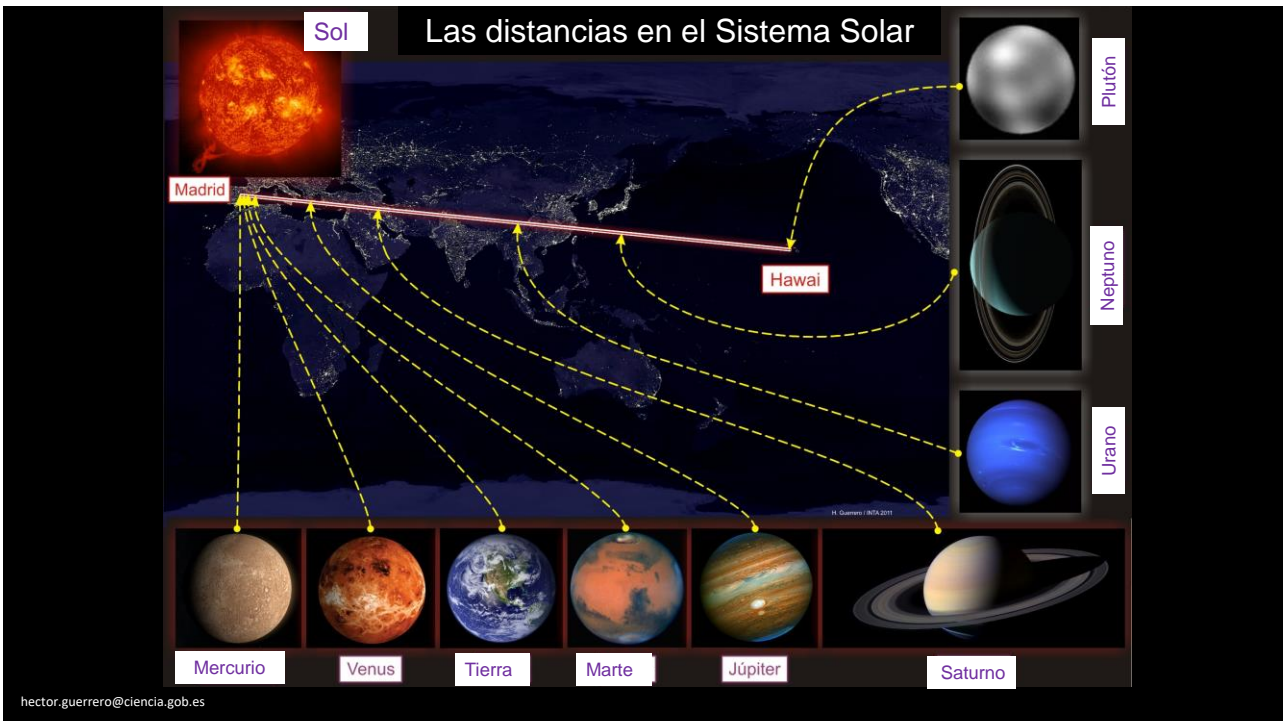 Las distancias en el Sistema Solar
Sol
Plutón
Madrid
Hawai
Neptuno
Urano
H. Guerrero / INTA 2011
Mercurio
Venus
Tierra
Marte
Júpiter
Saturno
hector.guerrero@ciencia.gob.es